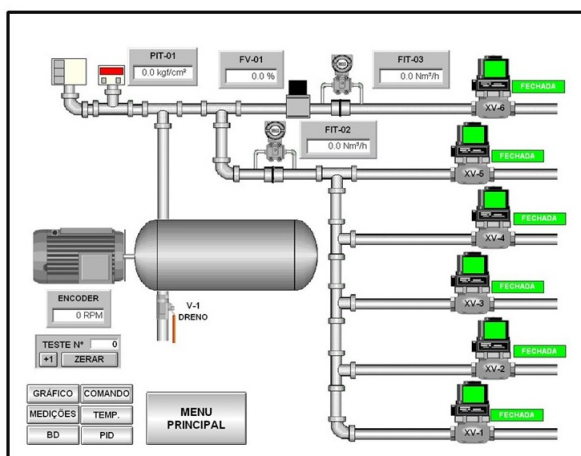 PIT-01
0.0 kgf/cm²
FV-01
0.0 %
FIT-03
0.0 Nm³/h
FECHADA
XV-6
FIT-02
0.0 Nm³/h
FECHADA
XV-5
FECHADA
XV-4
FECHADA
XV-3
FECHADA
XV-2
FECHADA
XV-1
V-1
DRENO
ENCODER
0 RPM
TESTE N° 0
+1 ZERAR
GRÁFICO COMANDO
MEDIÇÕES TEMP.
BD PID
MENU
PRINCIPAL